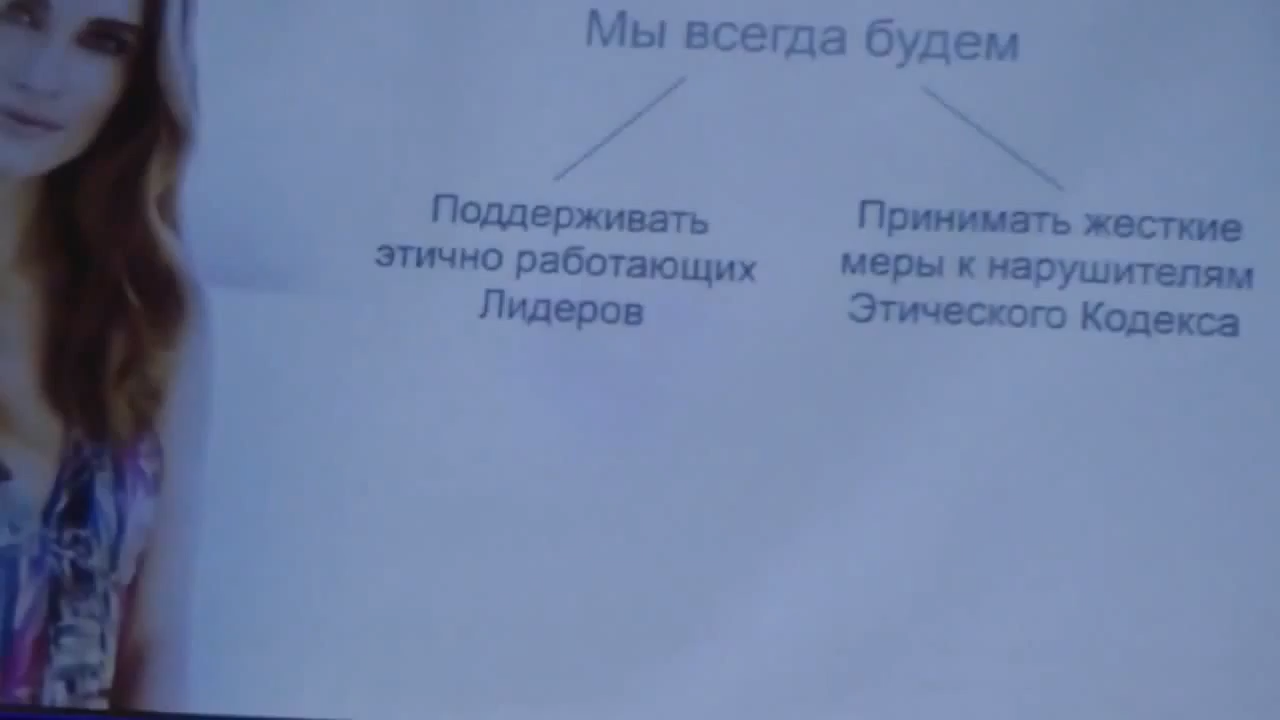 Мы всегда будем
Поддерживать
этично работающих
Лидеров
Принимать жесткие
меры к нарушителям
Этического Кодекса